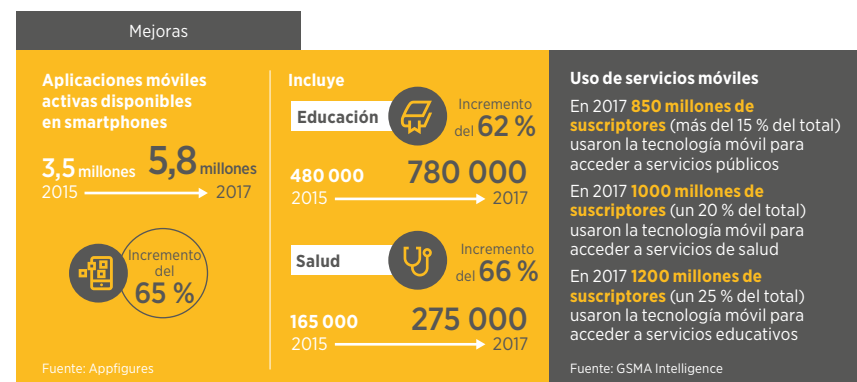 Mejoras
Aplicaciones móviles
activas disponibles
en smartphones
3,5 millones 5,8 millones
2015 2017
Incremento
del
65 %
Fuente: Appfigures
Incluye
Educación
Incremento
del 62 %
480 000 780 000
2015 2017
Salud
Incremento
del 66 %
165 000 275 000
2015 2017
Uso de servicios móviles
En 2017 850 millones de
suscriptores (más del 15 % del total)
usaron la tecnología móvil para
acceder a servicios públicos
En 2017 1000 millones de
suscriptores (un 20 % del total)
usaron la tecnología móvil para
acceder a servicios de salud
En 2017 1200 millones de
suscriptores (un 25 % del total)
usaron la tecnología móvil para
acceder a servicios educativos
Fuente: GSMA Intelligence